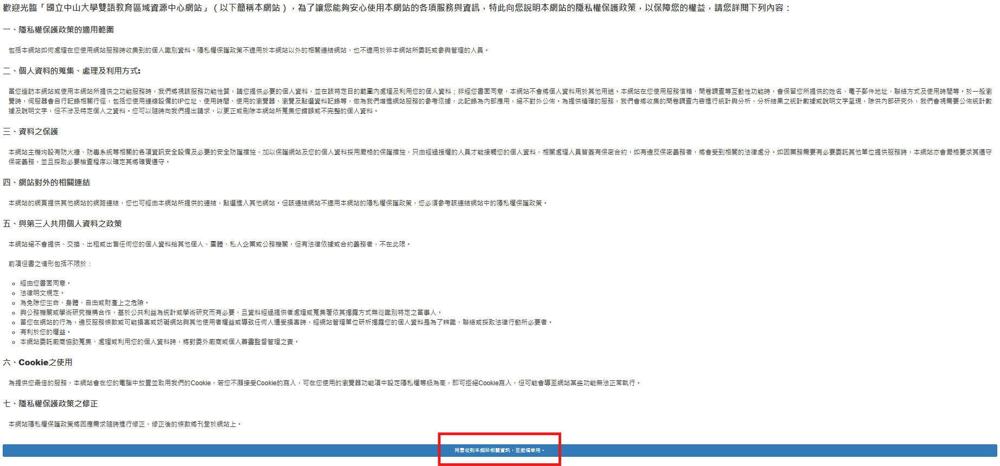 歡迎光臨「國立中山大學雙語教育區域資源中心網站」（以下簡稱本網站），為了讓您能夠安心使用本網站的各項服務與資訊，特此向您說明本網站的隱私權保護政策，以保障您的權益，請您詳閱下列內容：
一、隱私權保護政策的適用範圍
包括本網站如何處理在您使用網站服務時收集到的個人識別資料。隱私權保護政策不適用於本網站以外的相關連結網站，也不適用於非本網站所委託或參與管理的人員。
二、個人資料的蒐集、處理及利用方式:
當您造訪本網站或使用本網站所提供之功能服務時，我們將視該服務功能性質，請您提供必要的個人資料，並在該特定目的範圍內處理及利用您的個人資料；非經您書面同意，本網站不會將個人資料用於其他用途。本網站在您使用服務信箱、問卷調查等互動性功能時，會保留您所提供的姓名、電子郵件地址、聯絡方式及使用時間等。於一般瀏
覽時，伺服器會自行記錄相關行徑，包括您使用連線設備的IP位址、使用時間、使用的瀏覽器、瀏覽及點選資料記錄等，做為我們增進網站服務的參考依據，此記錄為內部應用，絕不對外公佈。為提供精確的服務，我們會將收集的問卷調查內容進行統計與分析，分析結果之統計數據或說明文字呈現，除供內部研究外，我們會視需要公佈統計數
據及說明文字，但不涉及特定個人之資料。您可以隨時向我們提出請求，以更正或刪除本網站所蒐集您錯誤或不完整的個人資料。
三、資料之保護
本網站主機均設有防火牆、防毒系統等相關的各項資訊安全設備及必要的安全防護措施，加以保護網站及您的個人資料採用嚴格的保護措施，只由經過授權的人員才能接觸您的個人資料，相關處理人員皆簽有保密合約，如有違反保密義務者，將會受到相關的法律處分。如因業務需要有必要委託其他單位提供服務時，本網站亦會嚴格要求其遵守
保密義務，並且採取必要檢查程序以確定其將確實遵守。
四、網站對外的相關連結
本網站的網頁提供其他網站的網路連結，您也可經由本網站所提供的連結，點選進入其他網站。但該連結網站不適用本網站的隱私權保護政策，您必須參考該連結網站中的隱私權保護政策。
五、與第三人共用個人資料之政策
本網站絕不會提供、交換、出租或出售任何您的個人資料給其他個人、團體、私人企業或公務機關，但有法律依據或合約義務者，不在此限。
前項但書之情形包括不限於：
經由您書面同意。
法律明文規定。
為免除您生命、身體、自由或財產上之危險。
與公務機關或學術研究機構合作，基於公共利益為統計或學術研究而有必要，且資料經過提供者處理或蒐集著依其揭露方式無從識別特定之當事人。
當您在網站的行為，違反服務條款或可能損害或妨礙網站與其他使用者權益或導致任何人遭受損害時，經網站管理單位研析揭露您的個人資料是為了辨識、聯絡或採取法律行動所必要者。
有利於您的權益。
本網站委託廠商協助蒐集、處理或利用您的個人資料時，將對委外廠商或個人善盡監督管理之責。
六、Cookie之使用
為提供您最佳的服務，本網站會在您的電腦中放置並取用我們的Cookie，若您不願接受Cookie的寫入，可在您使用的瀏覽器功能項中設定隱私權等級為高，即可拒絕Cookie寫入，但可能會導至網站某些功能無法正常執行。
七、隱私權保護政策之修正
本網站隱私權保護政策將因應需求隨時進行修正，修正後的條款將刊登於網站上。
同意收到本網站相關資訊，並繼續使用。